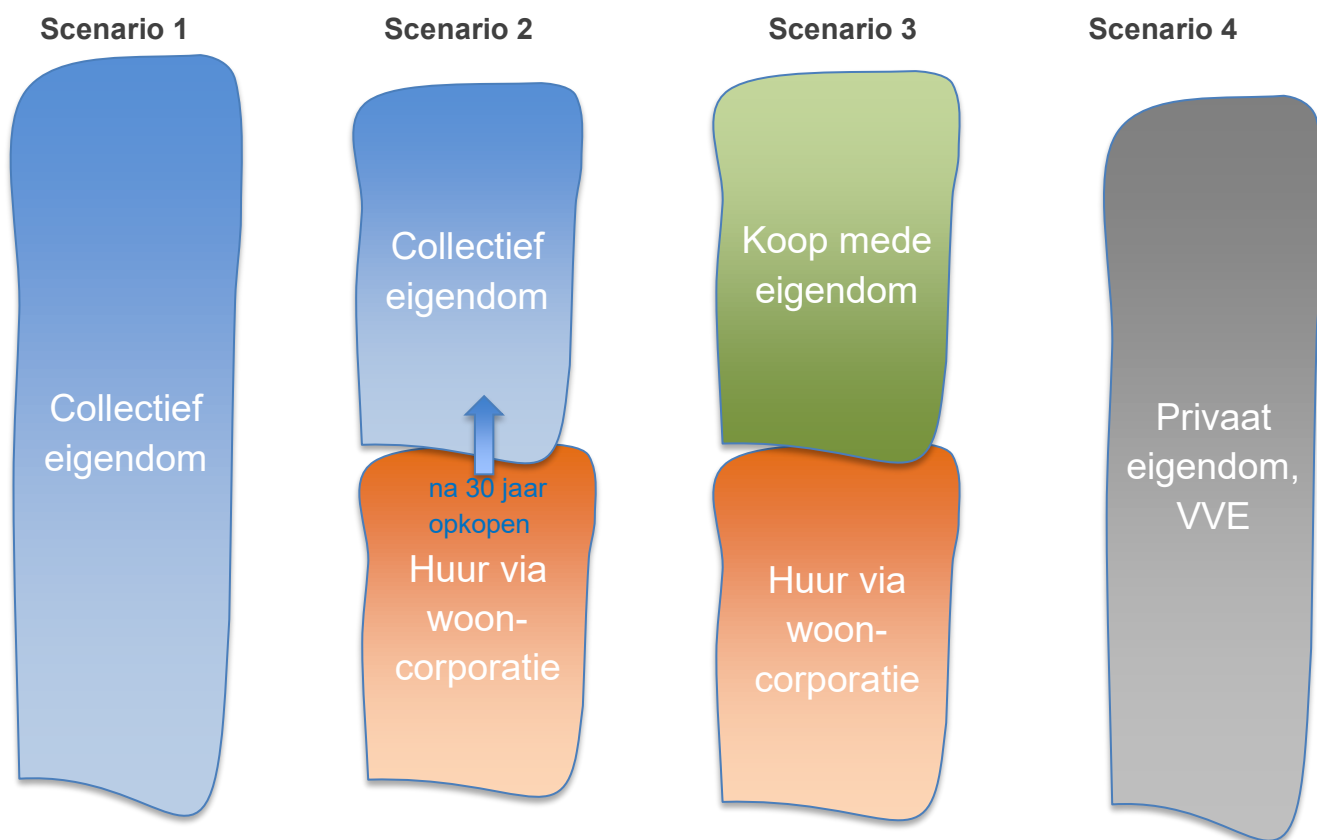 Scenario 1
Scenario 2
Scenario 3
Scenario 4
Collectief
eigendom
Collectief
eigendom
na 30 jaar
opkopen
Huur via
woon-
corporatie
Koop mede
eigendom
Huur via
woon-
corporatie
Privaat
eigendom,
VVE